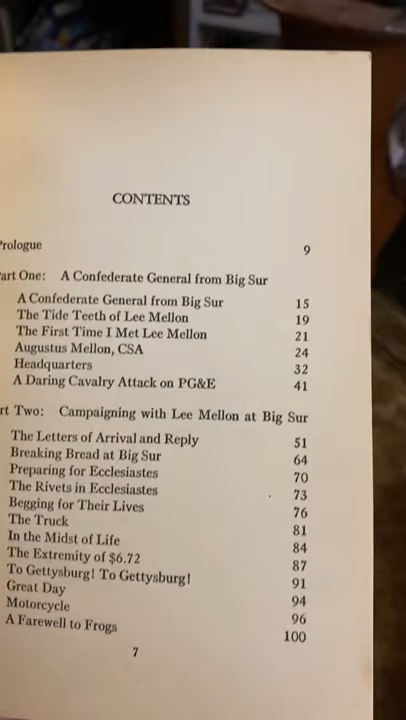 CONTENTS
Prologue 9
Part One: A Confederate General from Big Sur
A Confederate General from Big Sur 15
The Tide Teeth of Lee Mellon 19
The First Time I Met Lee Mellon 21
Augustus Mellon, CSA 24
Headquarters 32
A Daring Cavalry Attack on PG&E 41
rt Two: Campaigning with Lee Mellon at Big Sur
The Letters of Arrival and Reply 51
Breaking Bread at Big Sur 64
Preparing for Ecclesiastes 70
The Rivets in Ecclesiastes 73
Begging for Their Lives 76
The Truck 81
In the Midst of Life 84
The Extremity of $6.72 87
To Gettysburg! To Gettysburg! 91
Great Day 94
Motorcycle 96
A Farewell to Frogs 100
7